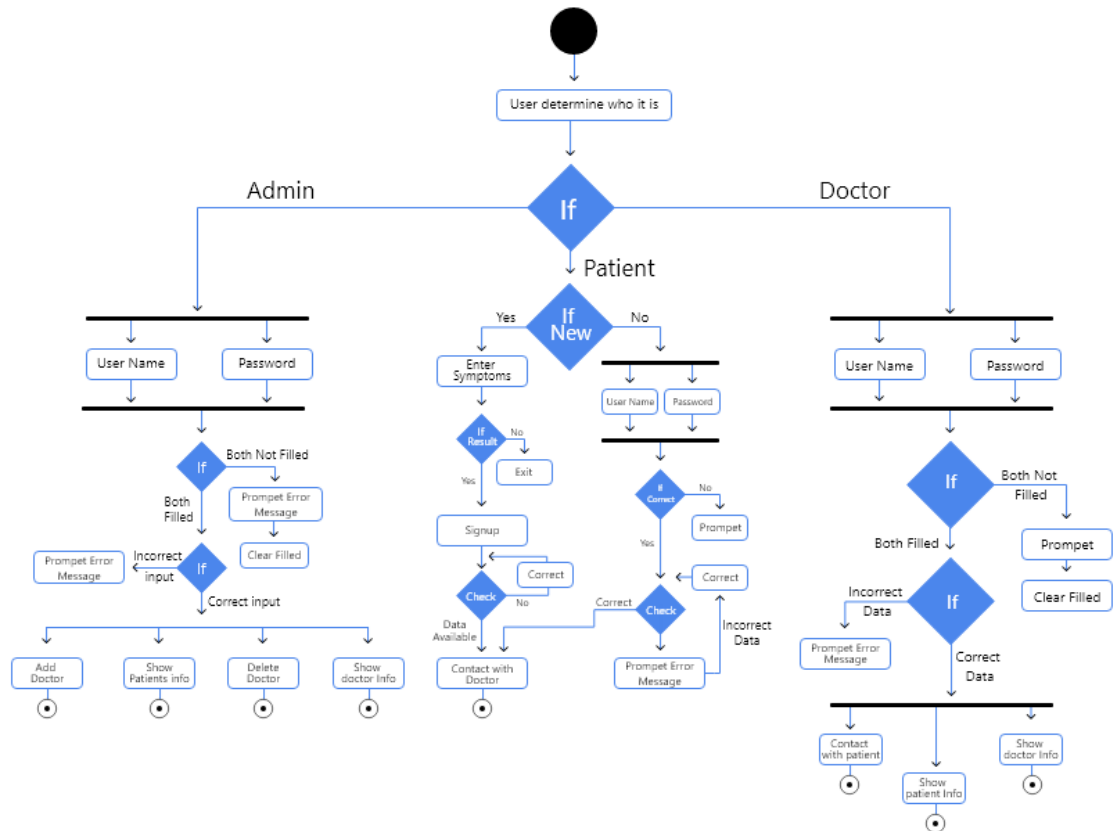 User determine who it is
Admin
If
Doctor
Patient
If
New
Yes
No
User Name
Password
Enter
Symptoms
User Name
Password
User Name
Password
If
Result
No
Exit
Yes
If
Both Not Filled
Both
Filled
Prompet Error
Message
Clear Filled
If
Incorrect
input
Prompet Error
Message
Correct input
Add
Doctor
Show
Patients info
Delete
Doctor
Show
doctor Info
Signup
Correct
Check
No
Data
Available
Contact with
Doctor
If
Correct
No
Prompet
Yes
Correct
Check
Correct
Incorrect
Data
Prompet Error
Message
If
Both Not
Filled
Both Filled
Prompet
Clear Filled
If
Incorrect
Data
Prompet Error
Message
Correct
Data
Contact
with patient
Show
patient Info
Show
doctor Info